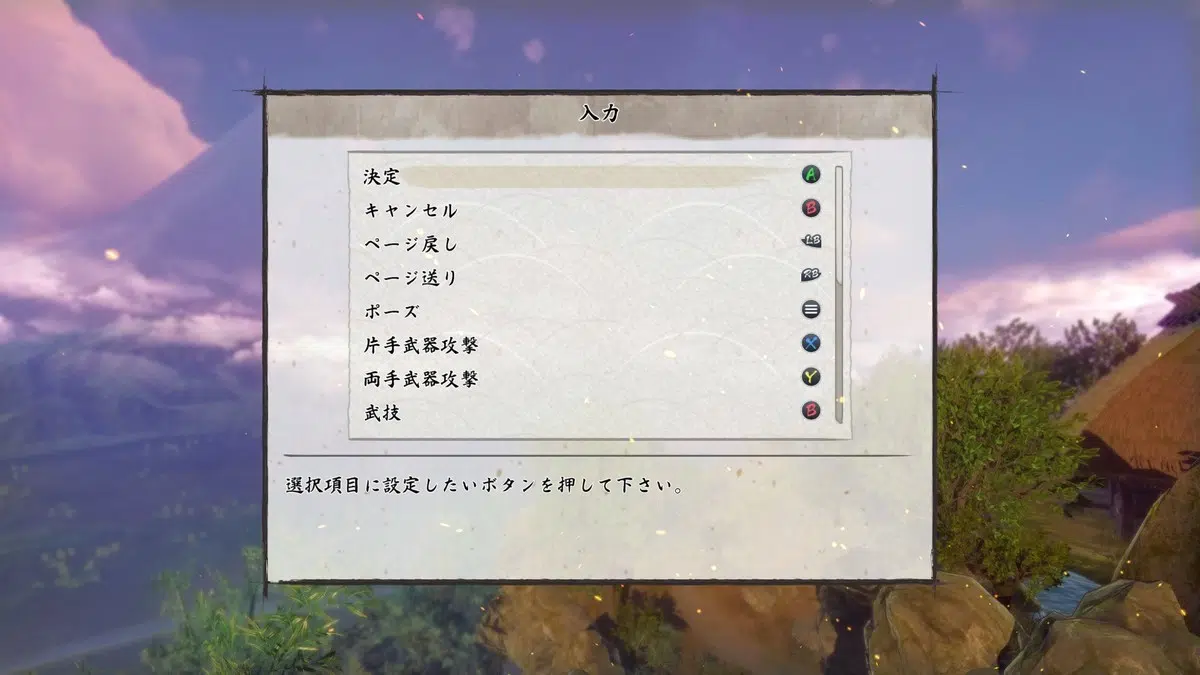 入力
決定 A
キャンセル B
ページ戻し LB
ページ送り RB
ポーズ
片手武器攻撃 X
両手武器攻撃 Y
武技 B
選択項目に設定したいボタンを押して下さい。